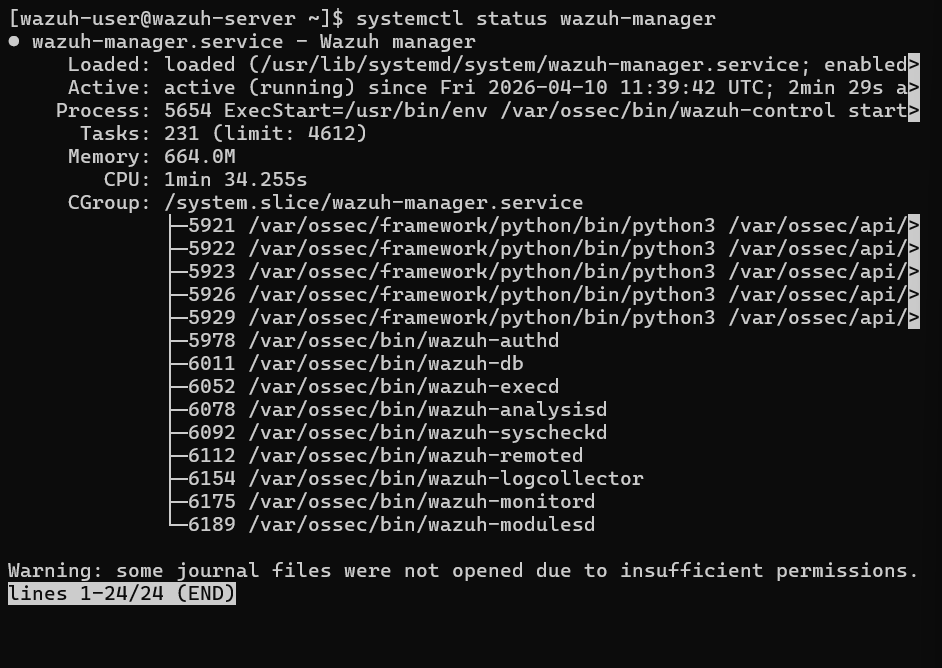 [wazuh-user@wazuh-server ~]$ systemctl status wazuh-manager
● wazuh-manager.service - Wazuh manager
     Loaded: loaded (/usr/lib/systemd/system/wazuh-manager.service; enabled>
     Active: active (running) since Fri 2026-04-10 11:39:42 UTC; 2min 29s a>
    Process: 5654 ExecStart=/usr/bin/env /var/ossec/bin/wazuh-control start>
      Tasks: 231 (limit: 4612)
     Memory: 664.0M
        CPU: 1min 34.255s
     CGroup: /system.slice/wazuh-manager.service
             ├─5921 /var/ossec/framework/python/bin/python3 /var/ossec/api/>
             ├─5922 /var/ossec/framework/python/bin/python3 /var/ossec/api/>
             ├─5923 /var/ossec/framework/python/bin/python3 /var/ossec/api/>
             ├─5926 /var/ossec/framework/python/bin/python3 /var/ossec/api/>
             ├─5929 /var/ossec/framework/python/bin/python3 /var/ossec/api/>
             ├─5978 /var/ossec/bin/wazuh-authd
             ├─6011 /var/ossec/bin/wazuh-db
             ├─6052 /var/ossec/bin/wazuh-execd
             ├─6078 /var/ossec/bin/wazuh-analysisd
             ├─6092 /var/ossec/bin/wazuh-syscheckd
             ├─6112 /var/ossec/bin/wazuh-remoted
             ├─6154 /var/ossec/bin/wazuh-logcollector
             ├─6175 /var/ossec/bin/wazuh-monitord
             └─6189 /var/ossec/bin/wazuh-modulesd

Warning: some journal files were not opened due to insufficient permissions.
lines 1-24/24 (END)